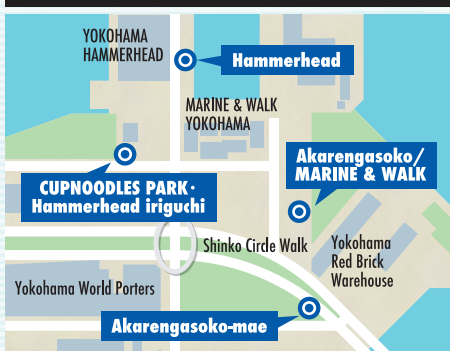 YOKOHAMA
HAMMERHEAD
Hammerhead
MARINE & WALK
YOKOHAMA
Akarengasoko/
MARINE & WALK
CUPNOODLES PARK·
Hammerhead iriguchi
Shinko Circle Walk
Yokohama
Red Brick
Warehouse
Yokohama World Porters
Akarengasoko-mae